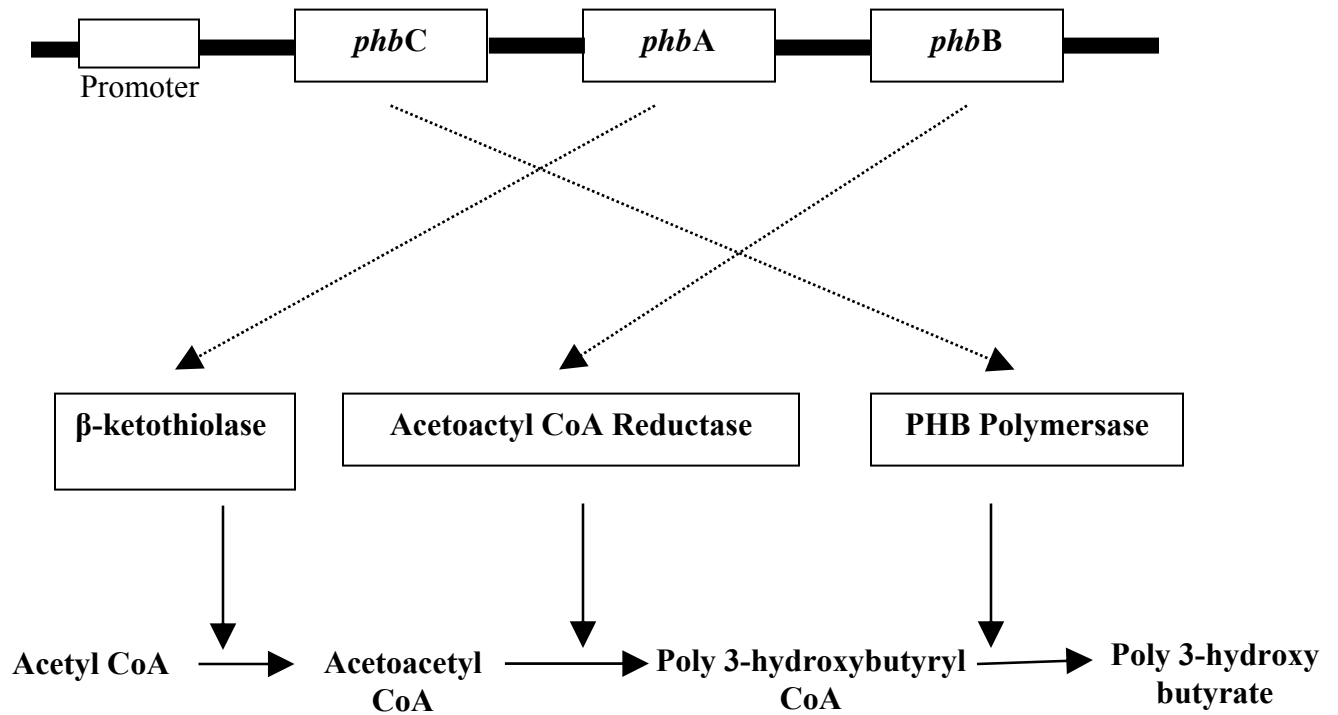 phbC
phbA
phbB
Promoter
β-ketothiolase
Acetoactyl CoA Reductase
PHB Polymersase
Acetyl CoA
Acetoacetyl
CoA
Poly 3-hydroxybutyryl
CoA
Poly 3-hydroxy
butyrate